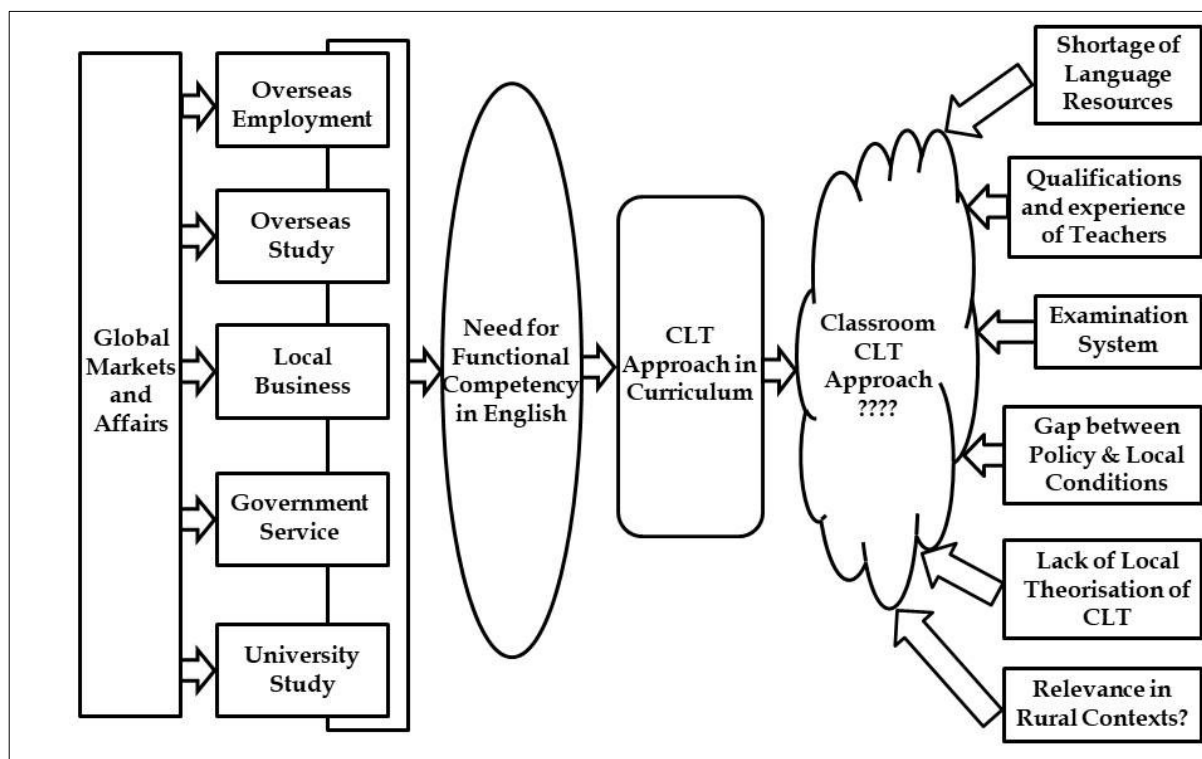 Global
Markets
and
Affairs
Overseas
Employment
Overseas
Study
Local
Business
Government
Service
University
Study
Need for
Functional
Competency
in English
CLT
Approach in
Curriculum
Classroom
CLT
Approach
????
Shortage of
Language
Resources
Qualifications
and experience
of Teachers
Examination
System
Gap between
Policy & Local
Conditions
Lack of Local
Theorisation of
CLT
Relevance in
Rural Contexts?